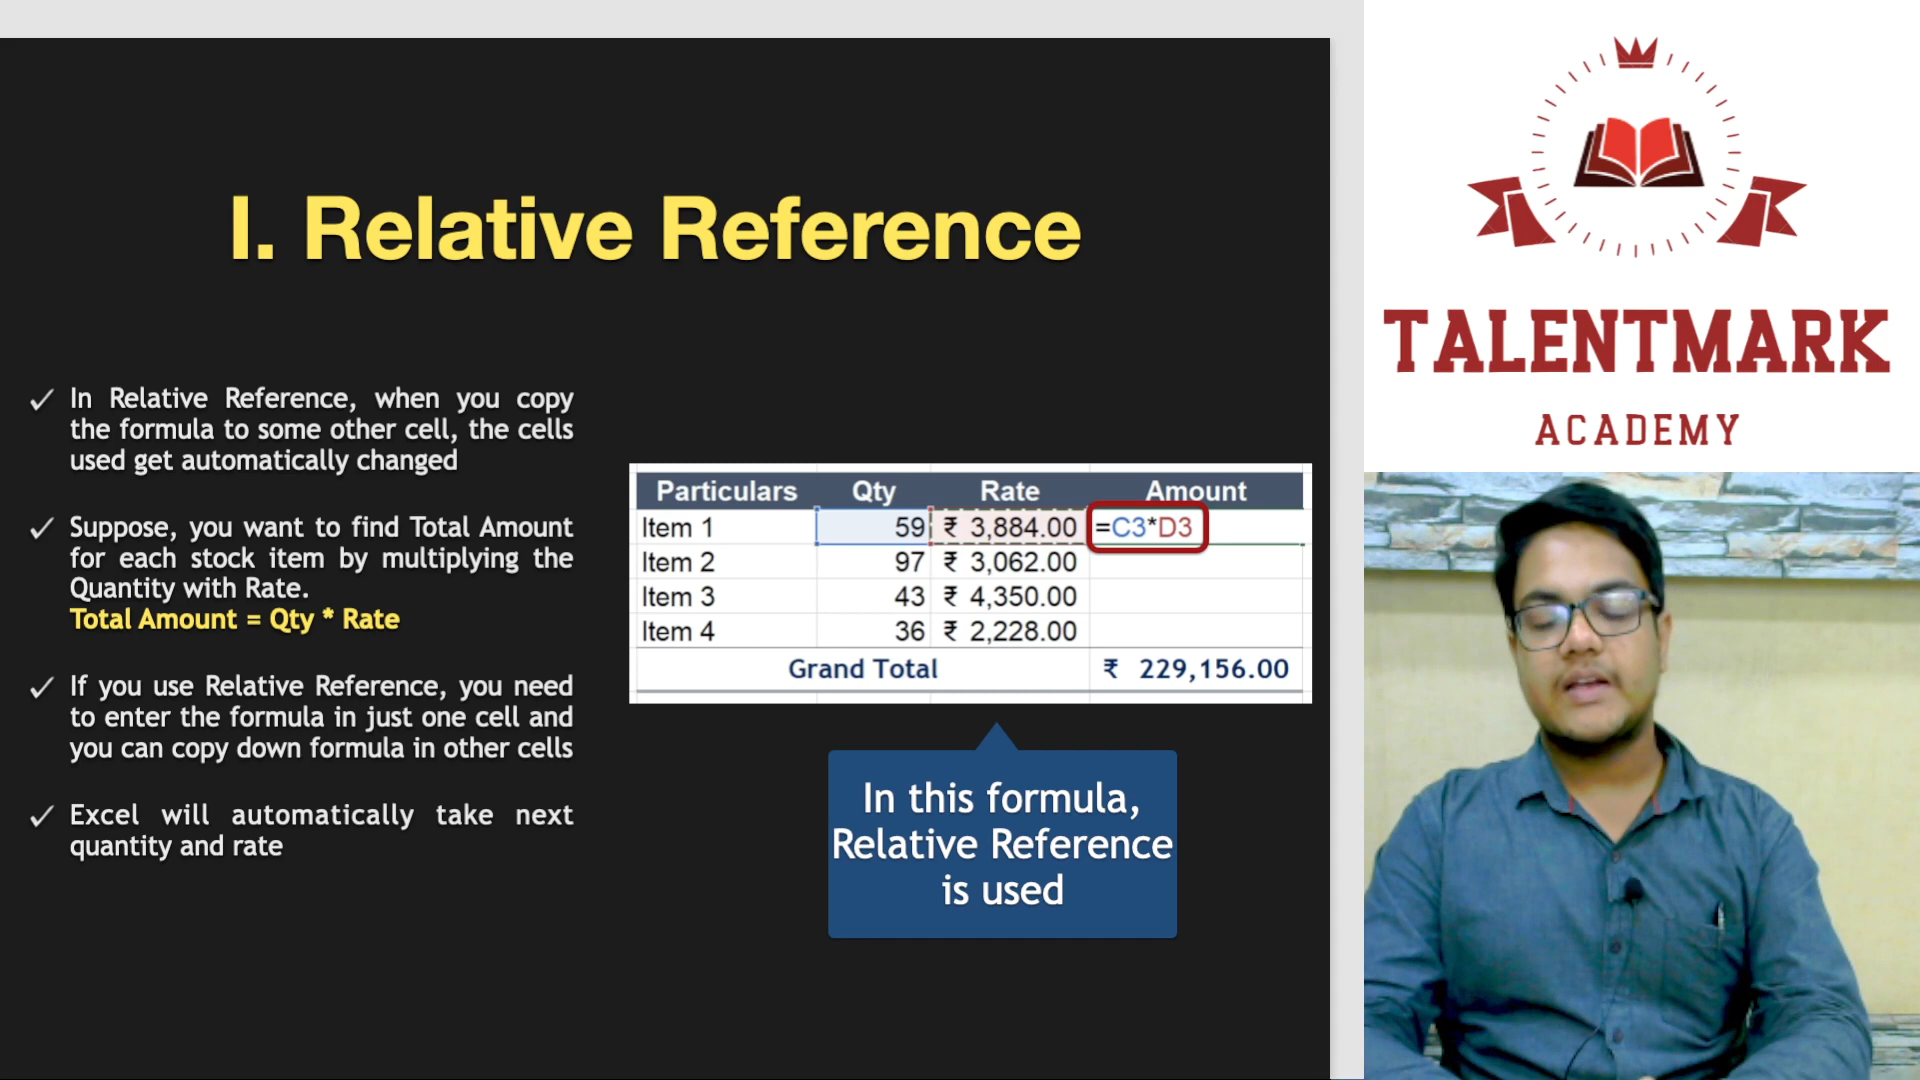 I. Relative Reference
✓ In Relative Reference, when you copy
the formula to some other cell, the cells
used get automatically changed
✓ Suppose, you want to find Total Amount
for each stock item by multiplying the
Quantity with Rate.
Total Amount = Qty * Rate
✓ If you use Relative Reference, you need
to enter the formula in just one cell and
you can copy down formula in other cells
✓ Excel will automatically take next
quantity and rate
Particulars Qty Rate Amount
Item 1 59 ₹ 3,884.00 =C3*D3
Item 2 97 ₹ 3,062.00
Item 3 43 ₹ 4,350.00
Item 4 36 ₹ 2,228.00
Grand Total ₹ 229,156.00
In this formula,
Relative Reference
is used
TALENTMARK
ACADEMY